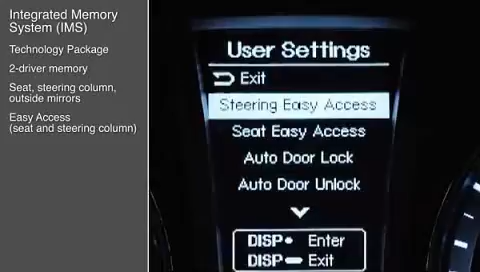 Integrated Memory
System (IMS)
Technology Package
2-driver memory
Seat, steering column,
outside mirrors
Easy Access
(seat and steering column)
User Settings
Exit
Steering Easy Access
Seat Easy Access
Auto Door Lock
Auto Door Unlock
DISP• Enter
DISP▬ Exit